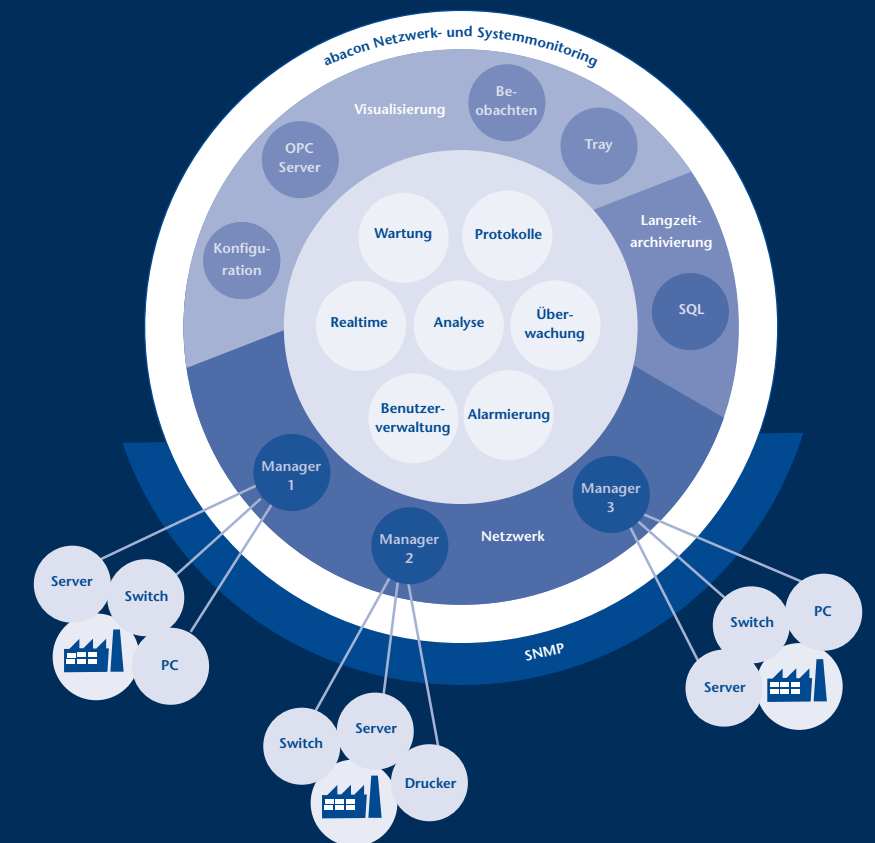 abacon Netzwerk- und Systemmonitoring
Visualisierung
Be-
obachten
Tray
OPC
Server
Konfigu-
ration
Langzeit-
archivierung
SQL
Wartung
Protokolle
Realtime
Analyse
Über-
wachung
Benutzer-
verwaltung
Alarmierung
Manager
1
Manager
2
Manager
3
Netzwerk
SNMP
Server
Switch
PC
Switch
Server
Drucker
Switch
PC
Server